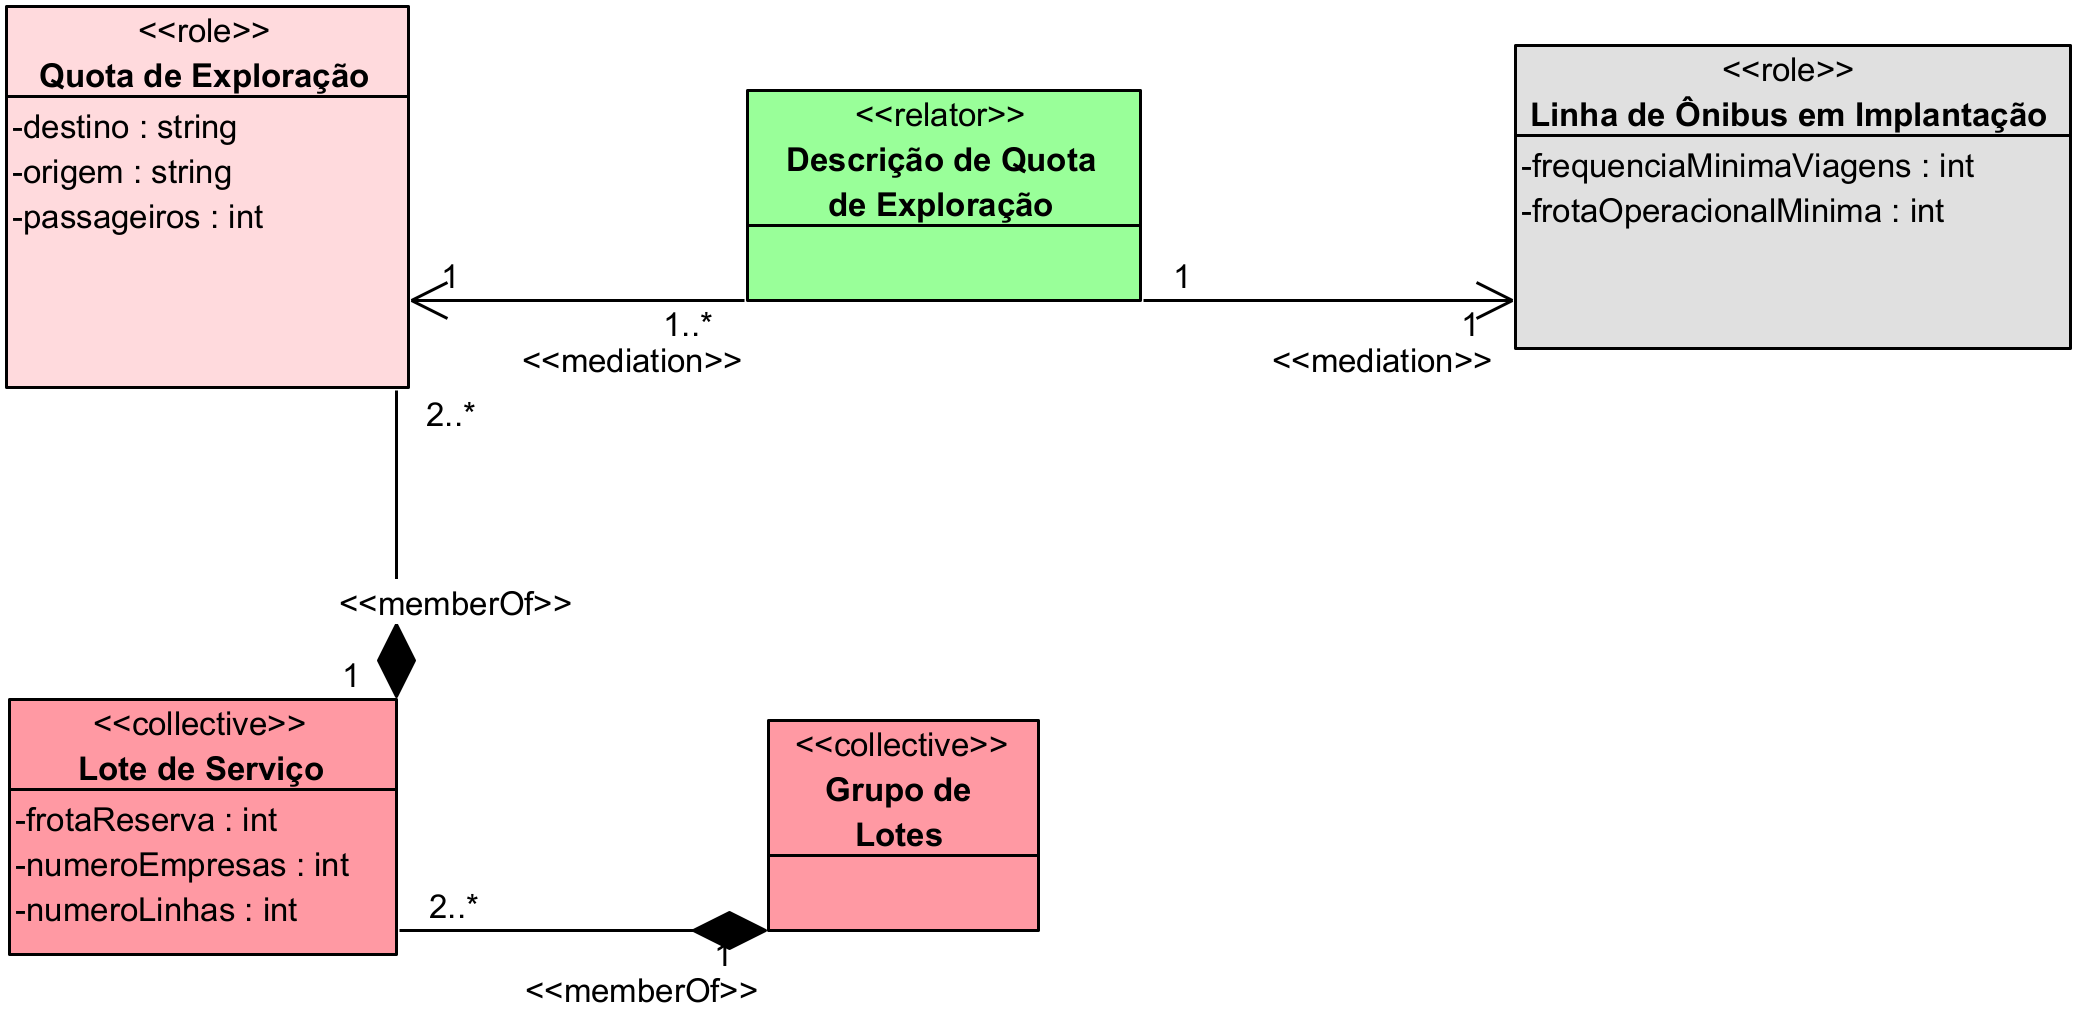 <<role>>
Quota de Exploração
-destino : string
-origem : string
-passageiros : int
<<relator>>
Descrição de Quota
de Exploração
<<role>>
Linha de Ônibus em Implantação
-frequenciaMinimaViagens : int
-frotaOperacionalMinima : int
1
1..*
<<mediation>>
1
1
<<mediation>>
2..*
<<memberOf>>
1
<<collective>>
Lote de Serviço
-frotaReserva : int
-numeroEmpresas : int
-numeroLinhas : int
<<collective>>
Grupo de
Lotes
2..*
1
<<memberOf>>